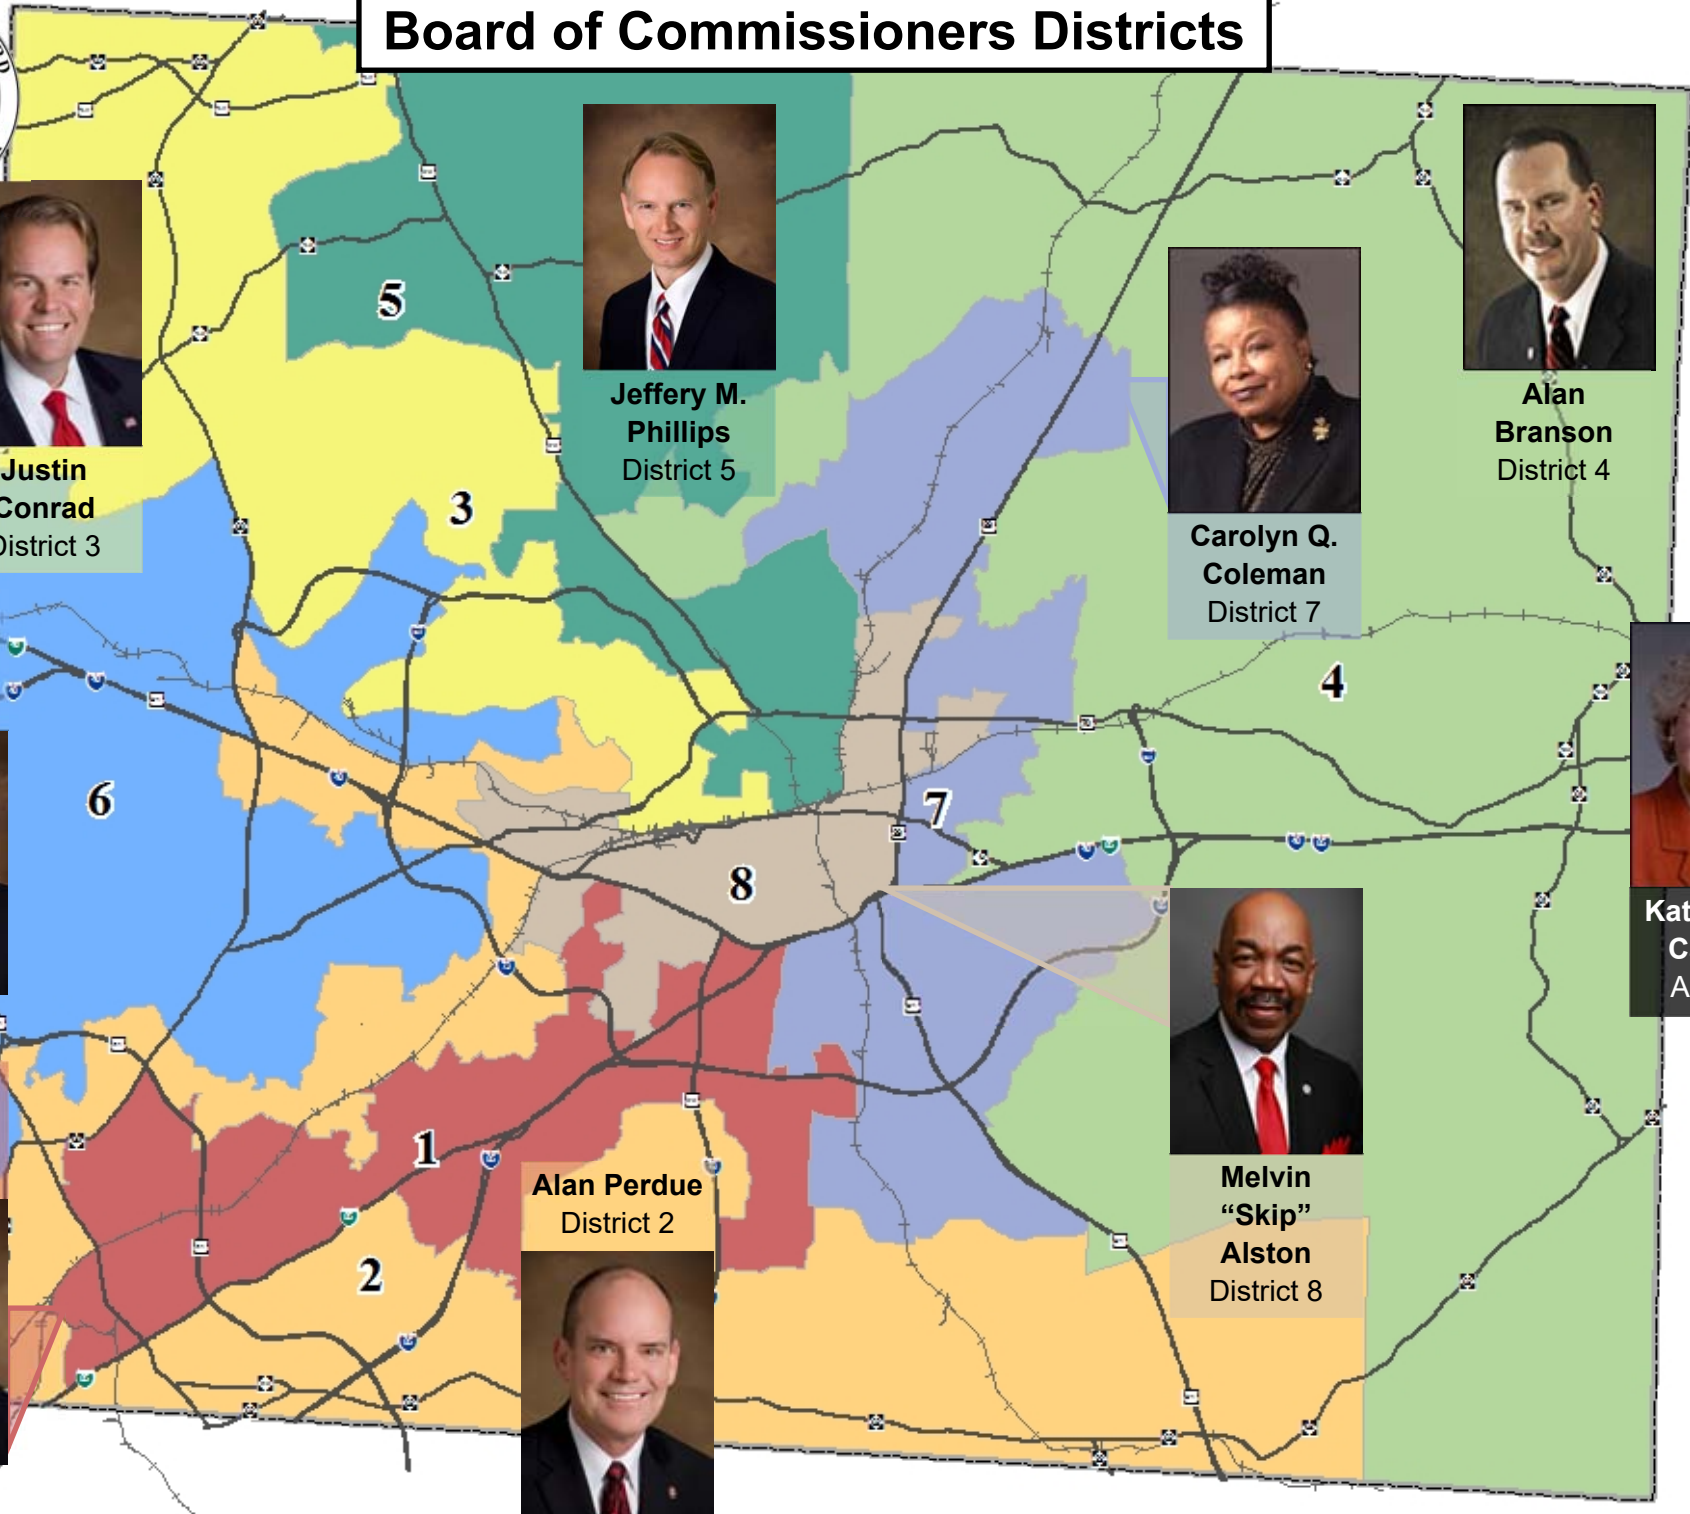 Board of Commissioners Districts
5
Jeffery M.
Phillips
District 5
Alan
Branson
District 4
Justin
Conrad
District 3
3
Carolyn Q.
Coleman
District 7
4
6
7
8
Kat
C
A
Melvin
“Skip”
Alston
District 8
1
Alan Perdue
District 2
2